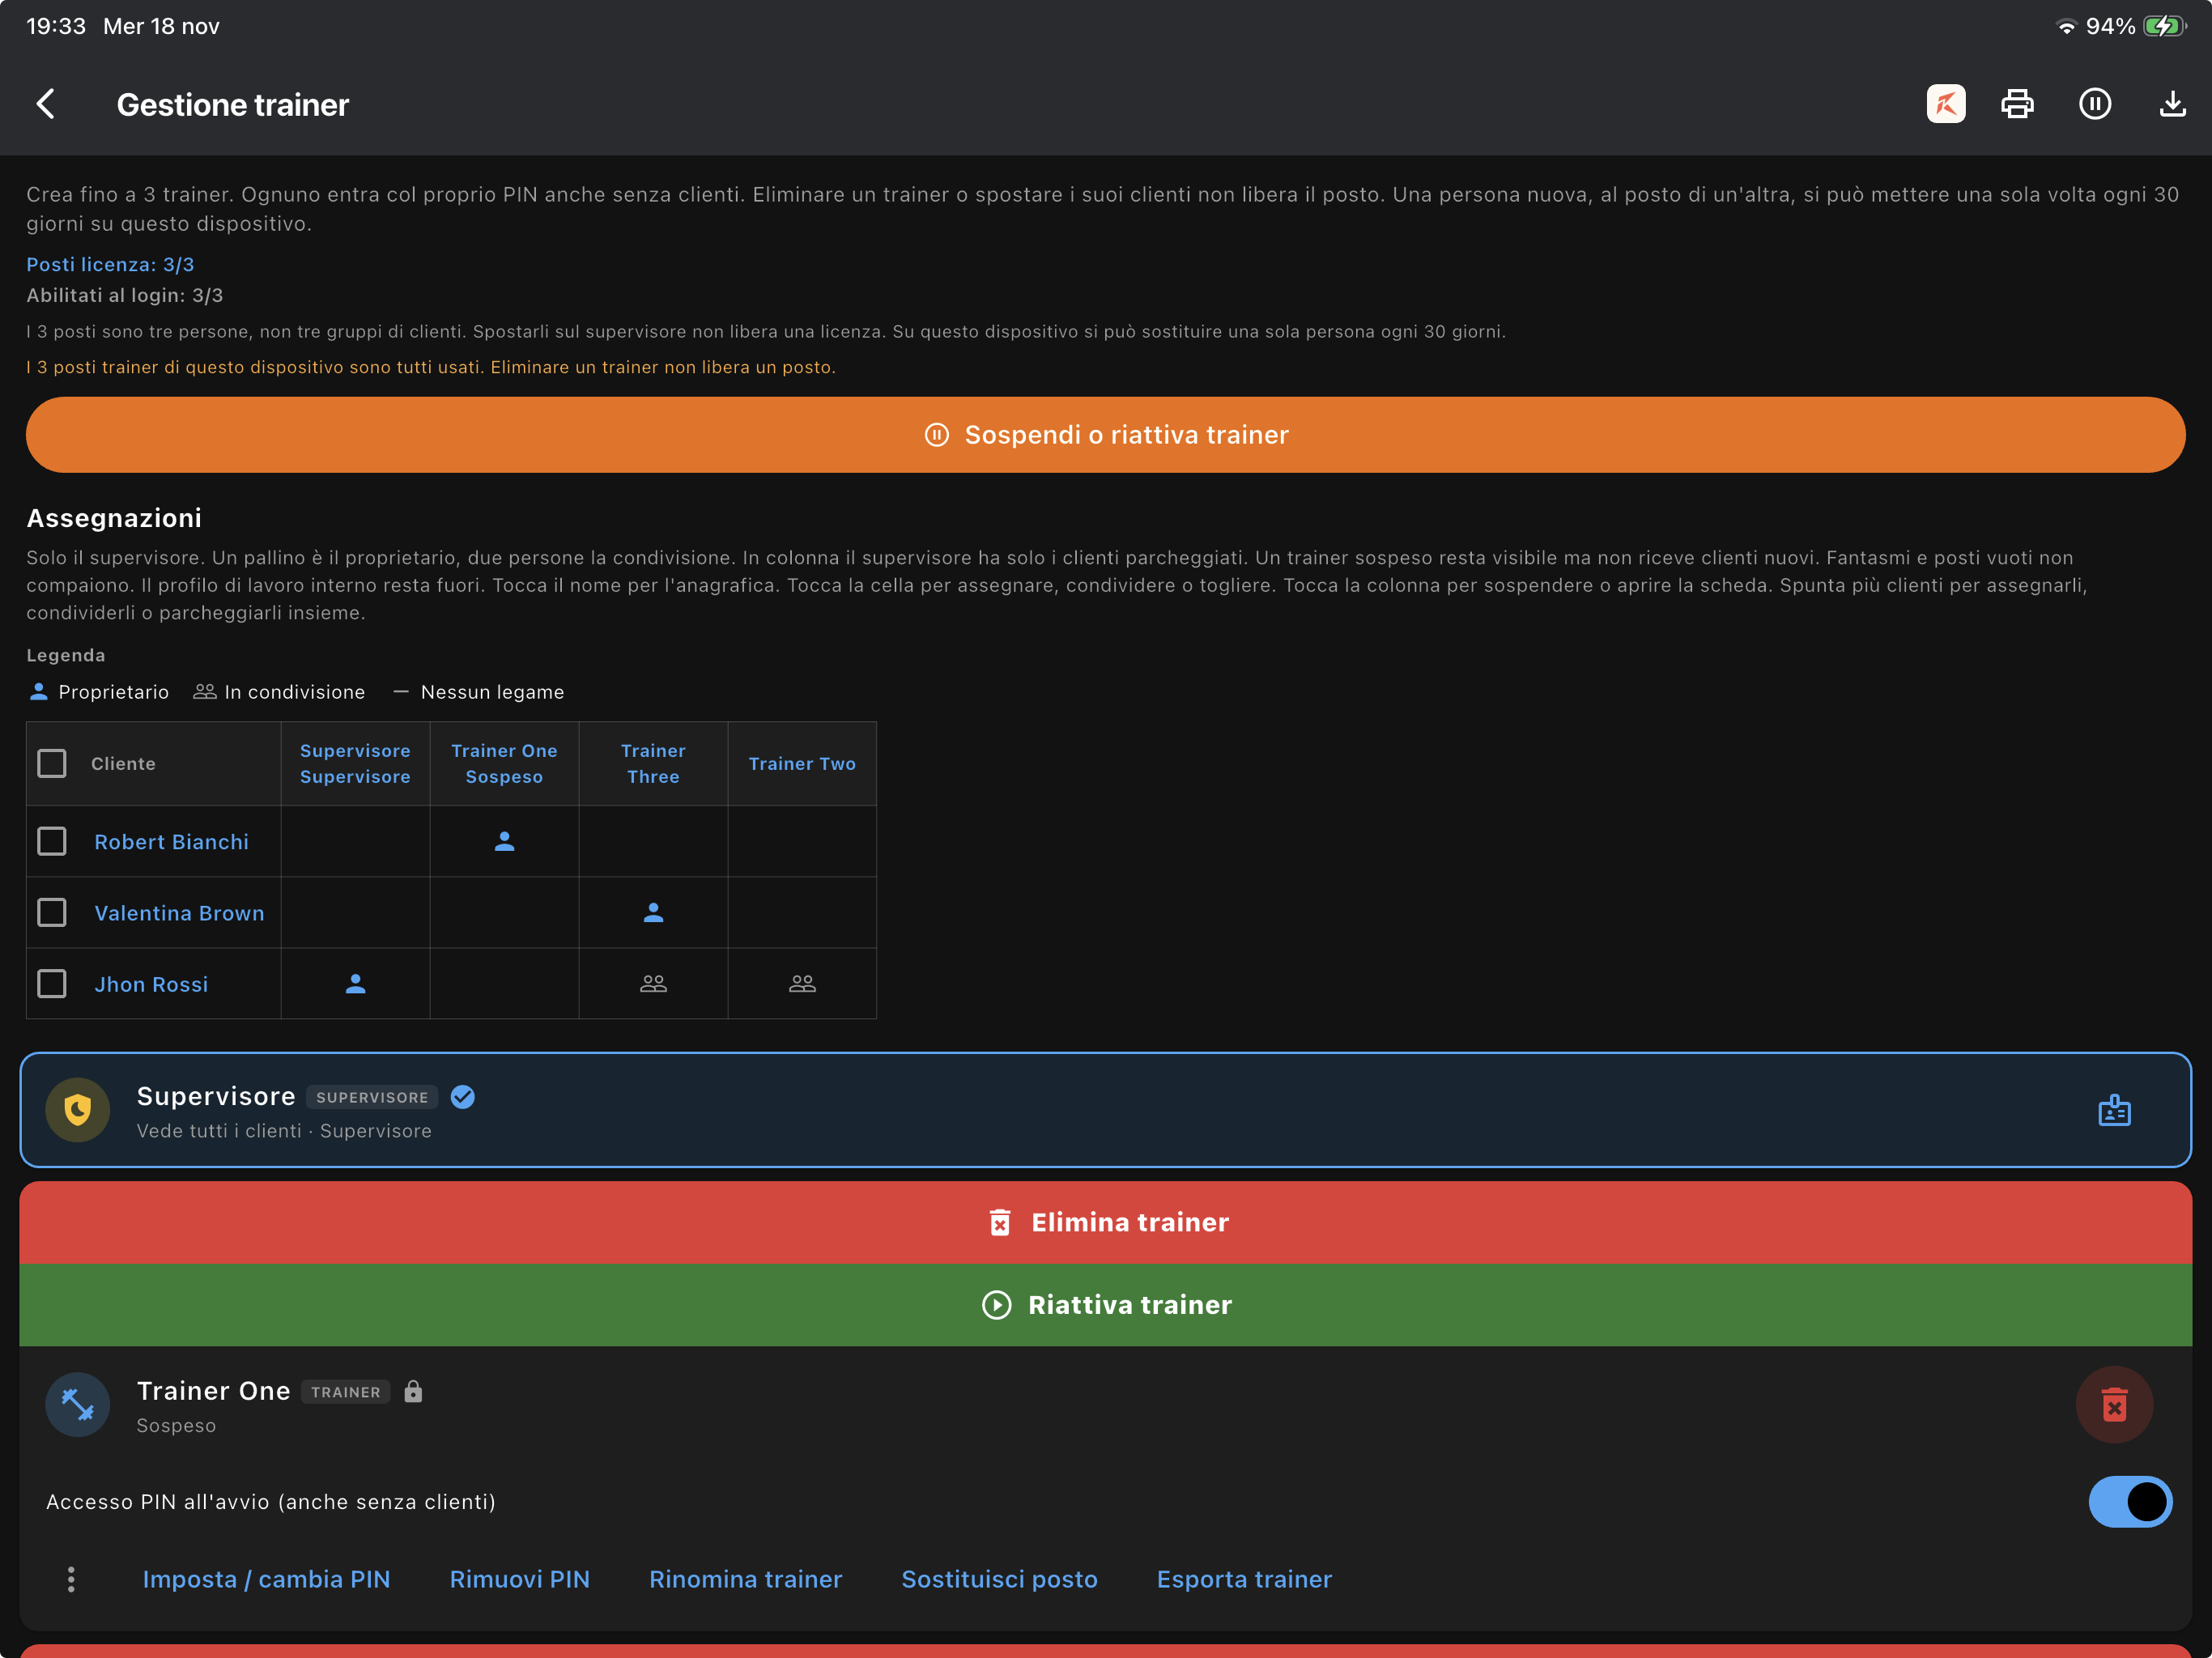 19:33 Mer 18 nov
94%
Gestione trainer
Crea fino a 3 trainer. Ognuno entra col proprio PIN anche senza clienti. Eliminare un trainer o spostare i suoi clienti non libera il posto. Una persona nuova, al posto di un'altra, si può mettere una sola volta ogni 30
giorni su questo dispositivo.
Posti licenza: 3/3
Abilitati al login: 3/3
I 3 posti sono tre persone, non tre gruppi di clienti. Spostarli sul supervisore non libera una licenza. Su questo dispositivo si può sostituire una sola persona ogni 30 giorni.
I 3 posti trainer di questo dispositivo sono tutti usati. Eliminare un trainer non libera un posto.
Sospendi o riattiva trainer
Assegnazioni
Solo il supervisore. Un pallino è il proprietario, due persone la condivisione. In colonna il supervisore ha solo i clienti parcheggiati. Un trainer sospeso resta visibile ma non riceve clienti nuovi. Fantasmi e posti vuoti non
compaiono. Il profilo di lavoro interno resta fuori. Tocca il nome per l'anagrafica. Tocca la cella per assegnare, condividere o togliere. Tocca la colonna per sospendere o aprire la scheda. Spunta più clienti per assegnarli,
condividerli o parcheggiarli insieme.
Legenda
Proprietario In condivisione — Nessun legame
Cliente
Supervisore
Supervisore
Trainer One
Sospeso
Trainer
Three
Trainer Two
Robert Bianchi
Valentina Brown
Jhon Rossi
Supervisore SUPERVISORE
Vede tutti i clienti · Supervisore
Elimina trainer
Riattiva trainer
Trainer One TRAINER
Sospeso
Accesso PIN all'avvio (anche senza clienti)
Imposta / cambia PIN Rimuovi PIN Rinomina trainer Sostituisci posto Esporta trainer